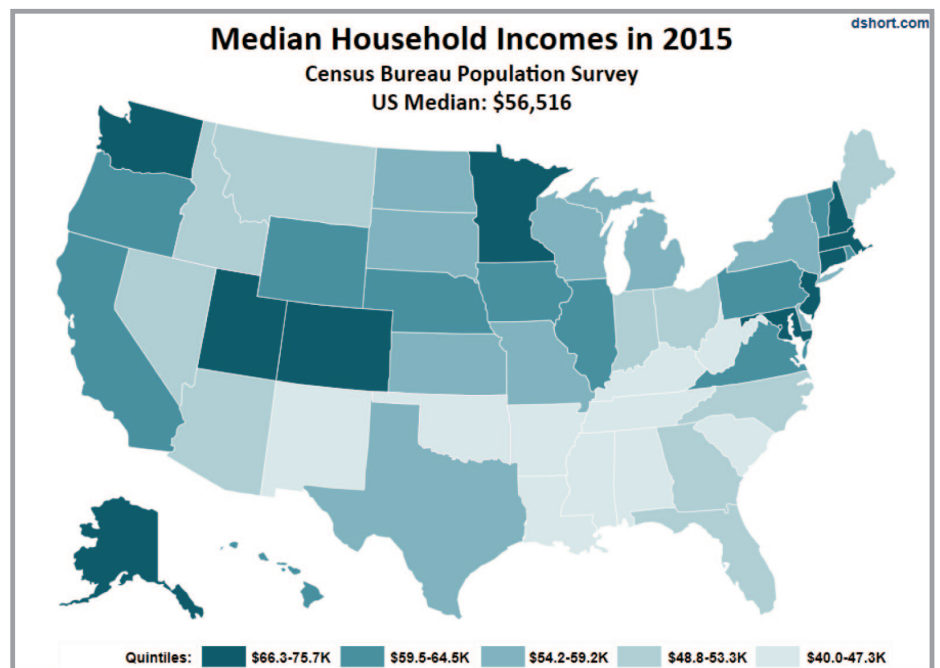 dshort.com
Median Household Incomes in 2015
Census Bureau Population Survey
US Median: $56,516
Quintiles: $66.3-75.7K $59.5-64.5K $54.2-59.2K $48.8-53.3K $40.0-47.3K